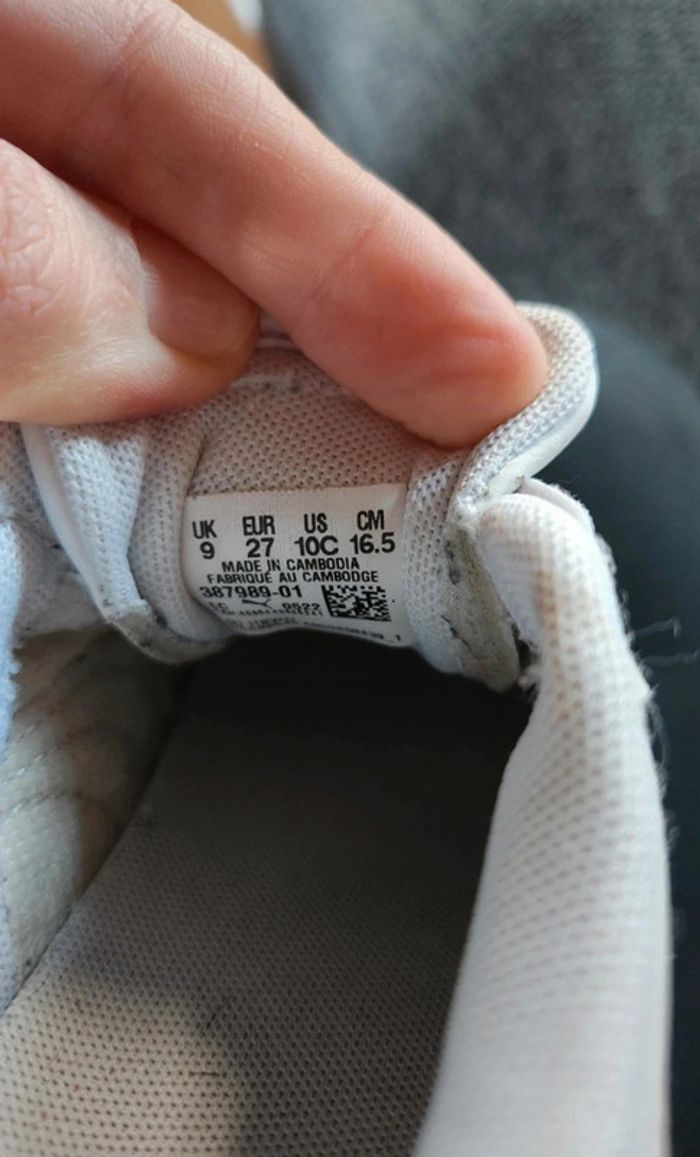 UK EUR US CM
9 27 10C 16.5
MADE IN CAMBODIA
FABRIQUÉ AU CAMBODGE
387989-01